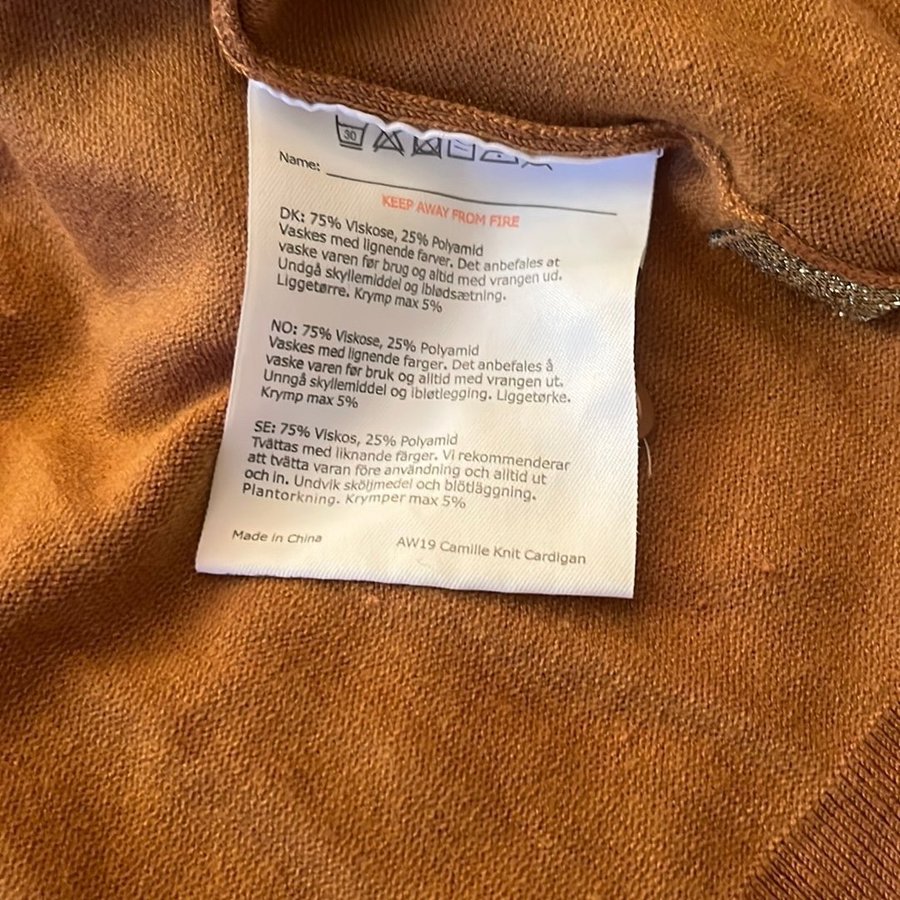 30
Name:
KEEP AWAY FROM FIRE
DK: 75% Viskose, 25% Polyamid
Vaskes med lignende farver. Det anbefales at
vaske varen før brug og altid med vrangen ud.
Undgå skyllemiddel og iblødsætning.
Liggetørre. Krymp max 5%
NO: 75% Viskose, 25% Polyamid
Vaskes med lignende farger. Det anbefales å
vaske varen før bruk og alltid med vrangen ut.
Unngå skyllemiddel og ibløtlegging. Liggetørke.
Krymp max 5%
SE: 75% Viskos, 25% Polyamid
Tvättas med liknande färger. Vi rekommenderar
att tvätta varan före användning och alltid ut
och in. Undvik sköljmedel och blötläggning.
Plantorkning. Krymper max 5%
Made in China
AW19 Camille Knit Cardigan